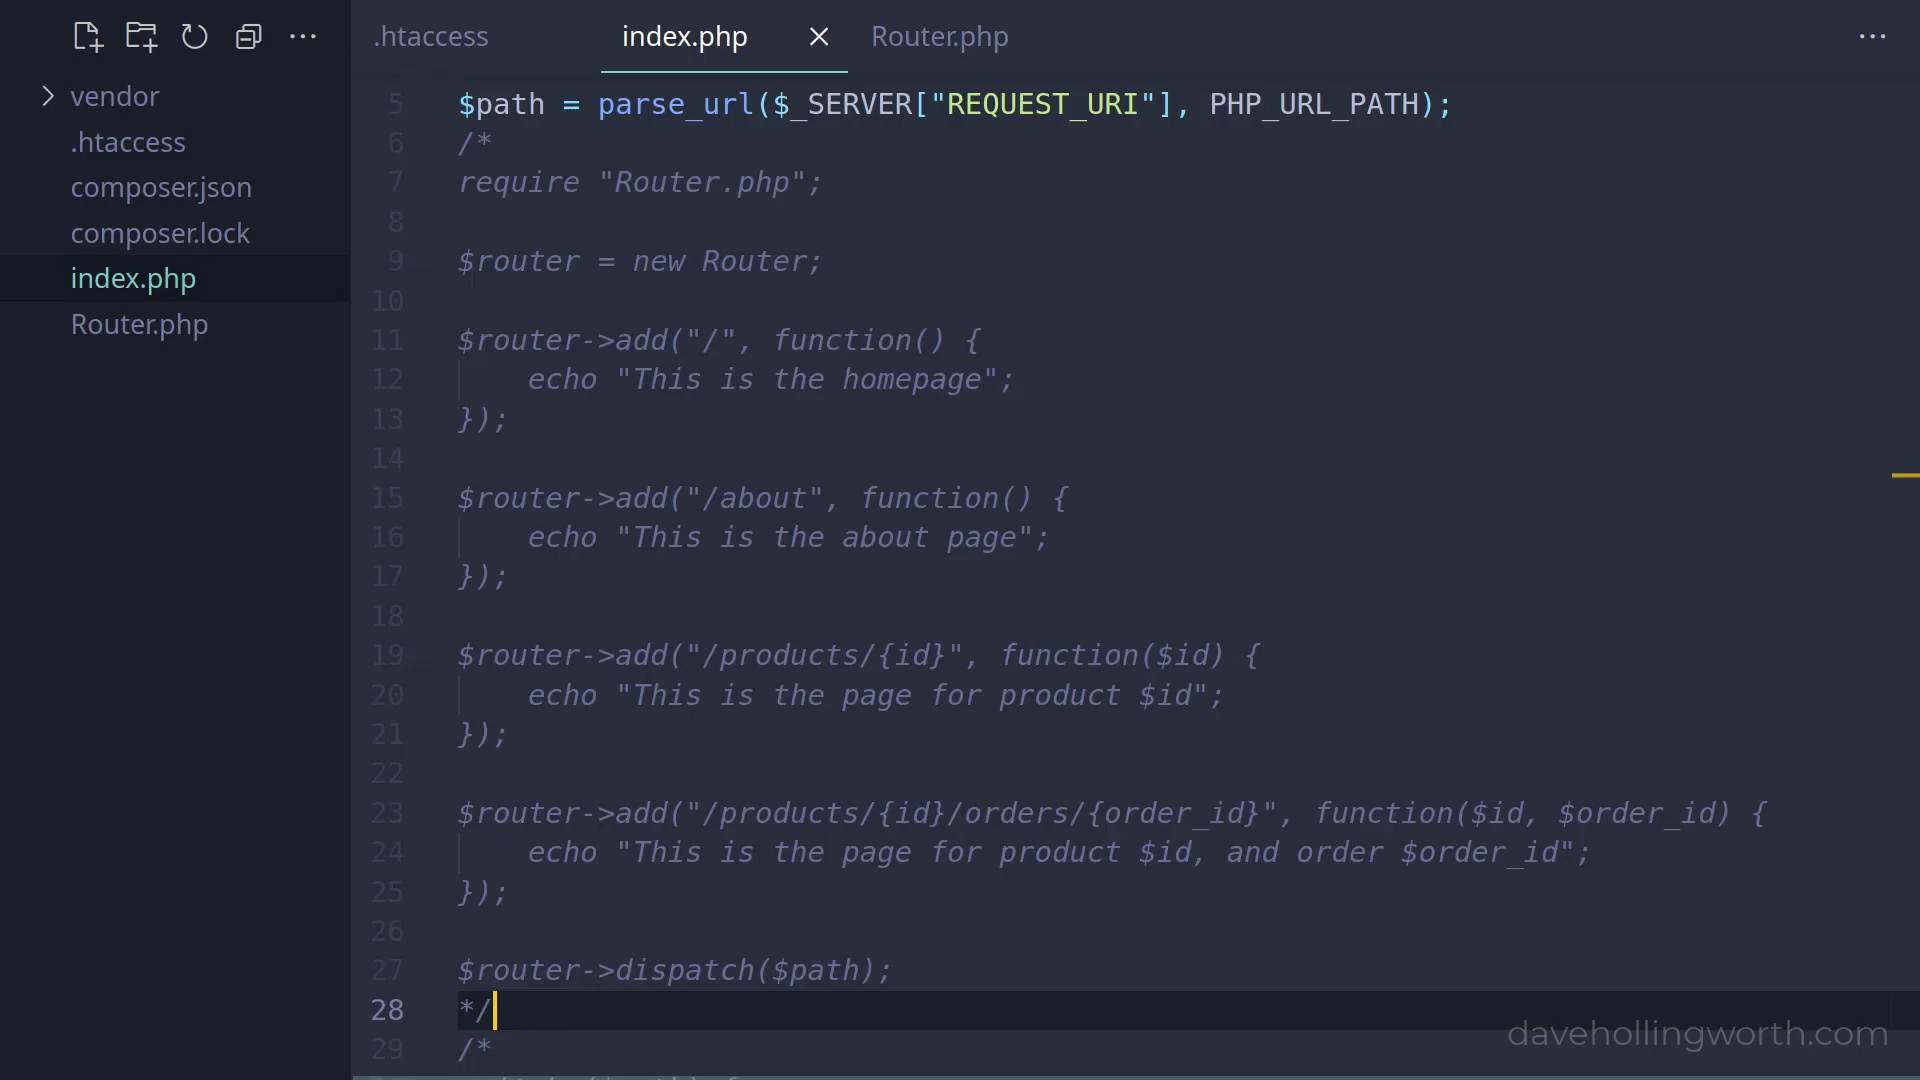 .htaccess
index.php
Router.php
vendor
.htaccess
composer.json
composer.lock
index.php
Router.php
5 $path = parse_url($_SERVER["REQUEST_URI"], PHP_URL_PATH);
6 /*
7 require "Router.php";
8
9 $router = new Router;
10
11 $router->add("/", function() {
12 echo "This is the homepage";
13 });
14
15 $router->add("/about", function() {
16 echo "This is the about page";
17 });
18
19 $router->add("/products/{id}", function($id) {
20 echo "This is the page for product $id";
21 });
22
23 $router->add("/products/{id}/orders/{order_id}", function($id, $order_id) {
24 echo "This is the page for product $id, and order $order_id";
25 });
26
27 $router->dispatch($path);
28 */
29 /*
davehollingworth.com